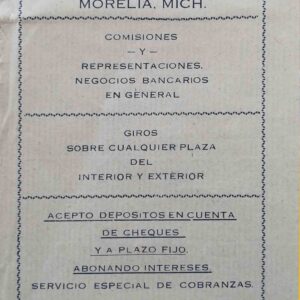 MORELIA, MICH.
COMISIONES
—Y—
REPRESENTACIONES.
NEGOCIOS BANCARIOS
EN GENERAL
GIROS
SOBRE CUALQUIER PLAZA
DEL
INTERIOR Y EXTERIOR
ACEPTO DEPOSITOS EN CUENTA
DE CHEQUES
Y A PLAZO FIJO.
ABONANDO INTERESES.
SERVICIO ESPECIAL DE COBRANZAS.